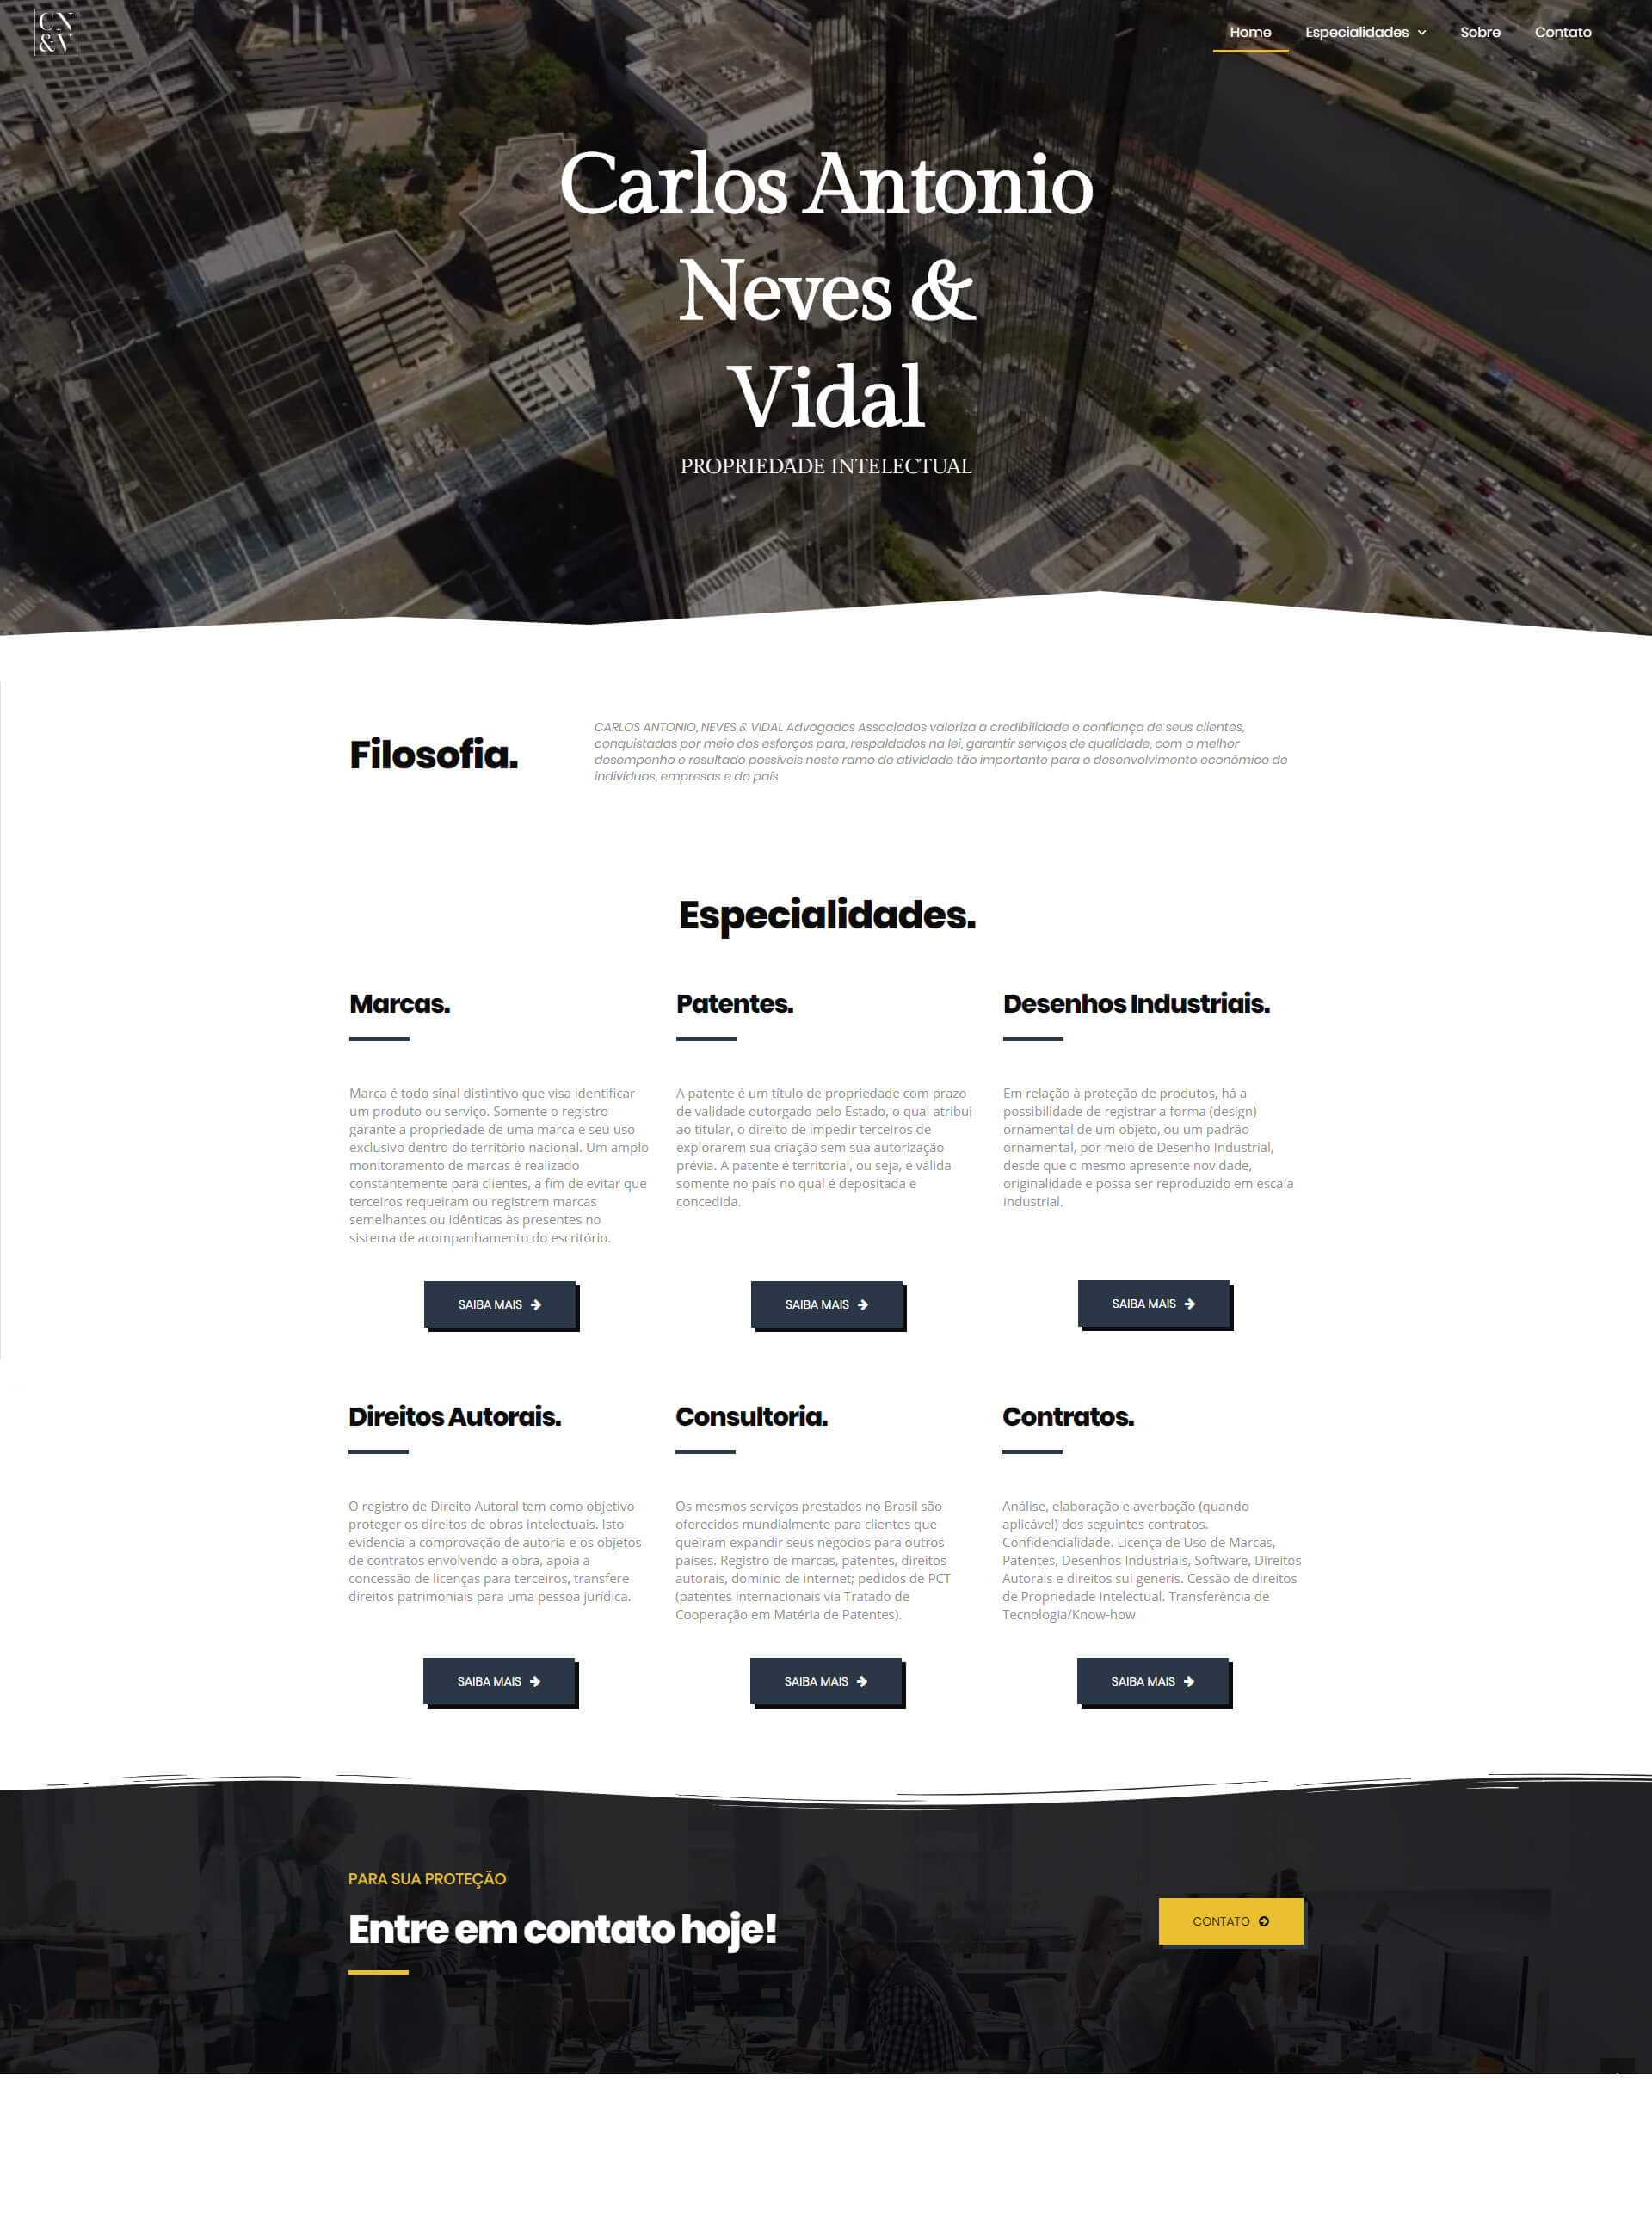 CN
&V
Home Especialidades Sobre Contato
Carlos Antonio
Neves &
Vidal
PROPRIEDADE INTELECTUAL
Filosofia.
CARLOS ANTONIO, NEVES & VIDAL Advogados Associados valoriza a credibilidade e confiança de seus clientes,
conquistadas por meio dos esforços para, respaldados na lei, garantir serviços de qualidade, com o melhor
desempenho e resultado possíveis neste ramo de atividade tão importante para o desenvolvimento econômico de
indivíduos, empresas e do país
Especialidades.
Marcas.
Marca é todo sinal distintivo que visa identificar
um produto ou serviço. Somente o registro
garante a propriedade de uma marca e seu uso
exclusivo dentro do território nacional. Um amplo
monitoramento de marcas é realizado
constantemente para clientes, a fim de evitar que
terceiros requeiram ou registrem marcas
semelhantes ou idênticas às presentes no
sistema de acompanhamento do escritório.
SAIBA MAIS
Patentes.
A patente é um título de propriedade com prazo
de validade outorgado pelo Estado, o qual atribui
ao titular, o direito de impedir terceiros de
explorarem sua criação sem sua autorização
prévia. A patente é territorial, ou seja, é válida
somente no país no qual é depositada e
concedida.
SAIBA MAIS
Desenhos Industriais.
Em relação à proteção de produtos, há a
possibilidade de registrar a forma (design)
ornamental de um objeto, ou um padrão
ornamental, por meio de Desenho Industrial,
desde que o mesmo apresente novidade,
originalidade e possa ser reproduzido em escala
industrial.
SAIBA MAIS
Direitos Autorais.
O registro de Direito Autoral tem como objetivo
proteger os direitos de obras intelectuais. Isto
evidencia a comprovação de autoria e os objetos
de contratos envolvendo a obra, apoia a
concessão de licenças para terceiros, transfere
direitos patrimoniais para uma pessoa jurídica.
SAIBA MAIS
Consultoria.
Os mesmos serviços prestados no Brasil são
oferecidos mundialmente para clientes que
queiram expandir seus negócios para outros
países. Registro de marcas, patentes, direitos
autorais, domínio de internet; pedidos de PCT
(patentes internacionais via Tratado de
Cooperação em Matéria de Patentes).
SAIBA MAIS
Contratos.
Análise, elaboração e averbação (quando
aplicável) dos seguintes contratos.
Confidencialidade. Licença de Uso de Marcas,
Patentes, Desenhos Industriais, Software, Direitos
Autorais e direitos sui generis. Cessão de direitos
de Propriedade Intelectual. Transferência de
Tecnologia/Know-how
SAIBA MAIS
PARA SUA PROTEÇÃO
Entre em contato hoje!
CONTATO